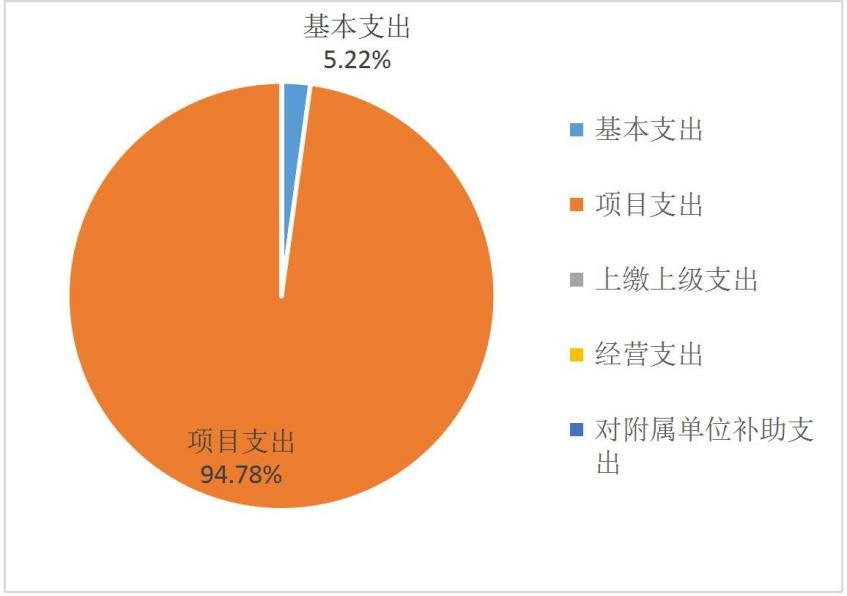 基本支出
5.22%
项目支出
94.78%
基本支出
项目支出
上缴上级支出
经营支出
对附属单位补助支
出